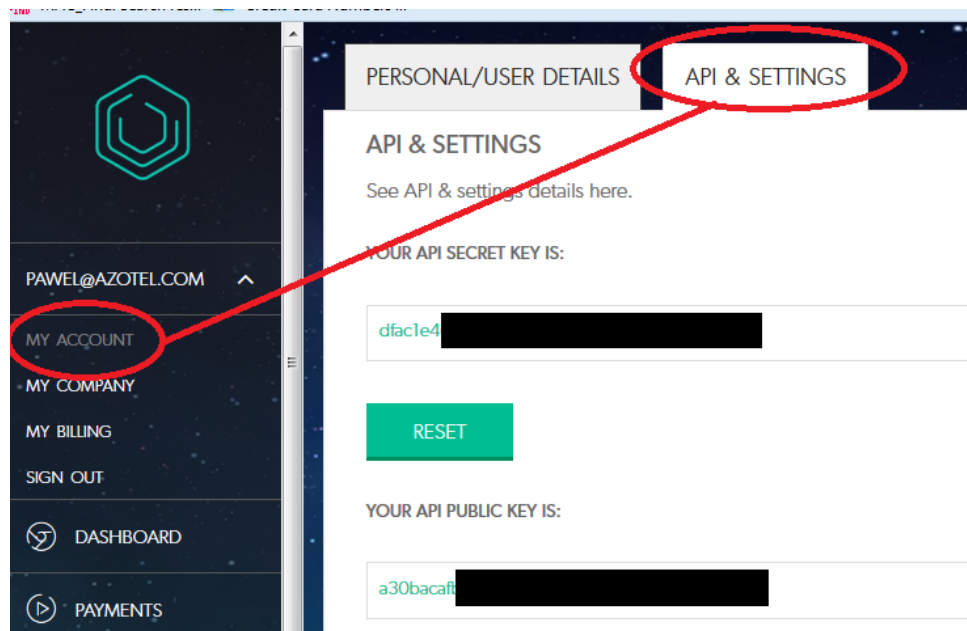 PERSONAL/USER DETAILS
API & SETTINGS
API & SETTINGS
See API & settings details here.
YOUR API SECRET KEY IS:
dfac1e4
RESET
YOUR API PUBLIC KEY IS:
a30bacafb
PAWEL@AZOTEL.COM
MY ACCOUNT
MY COMPANY
MY BILLING
SIGN OUT
DASHBOARD
PAYMENTS